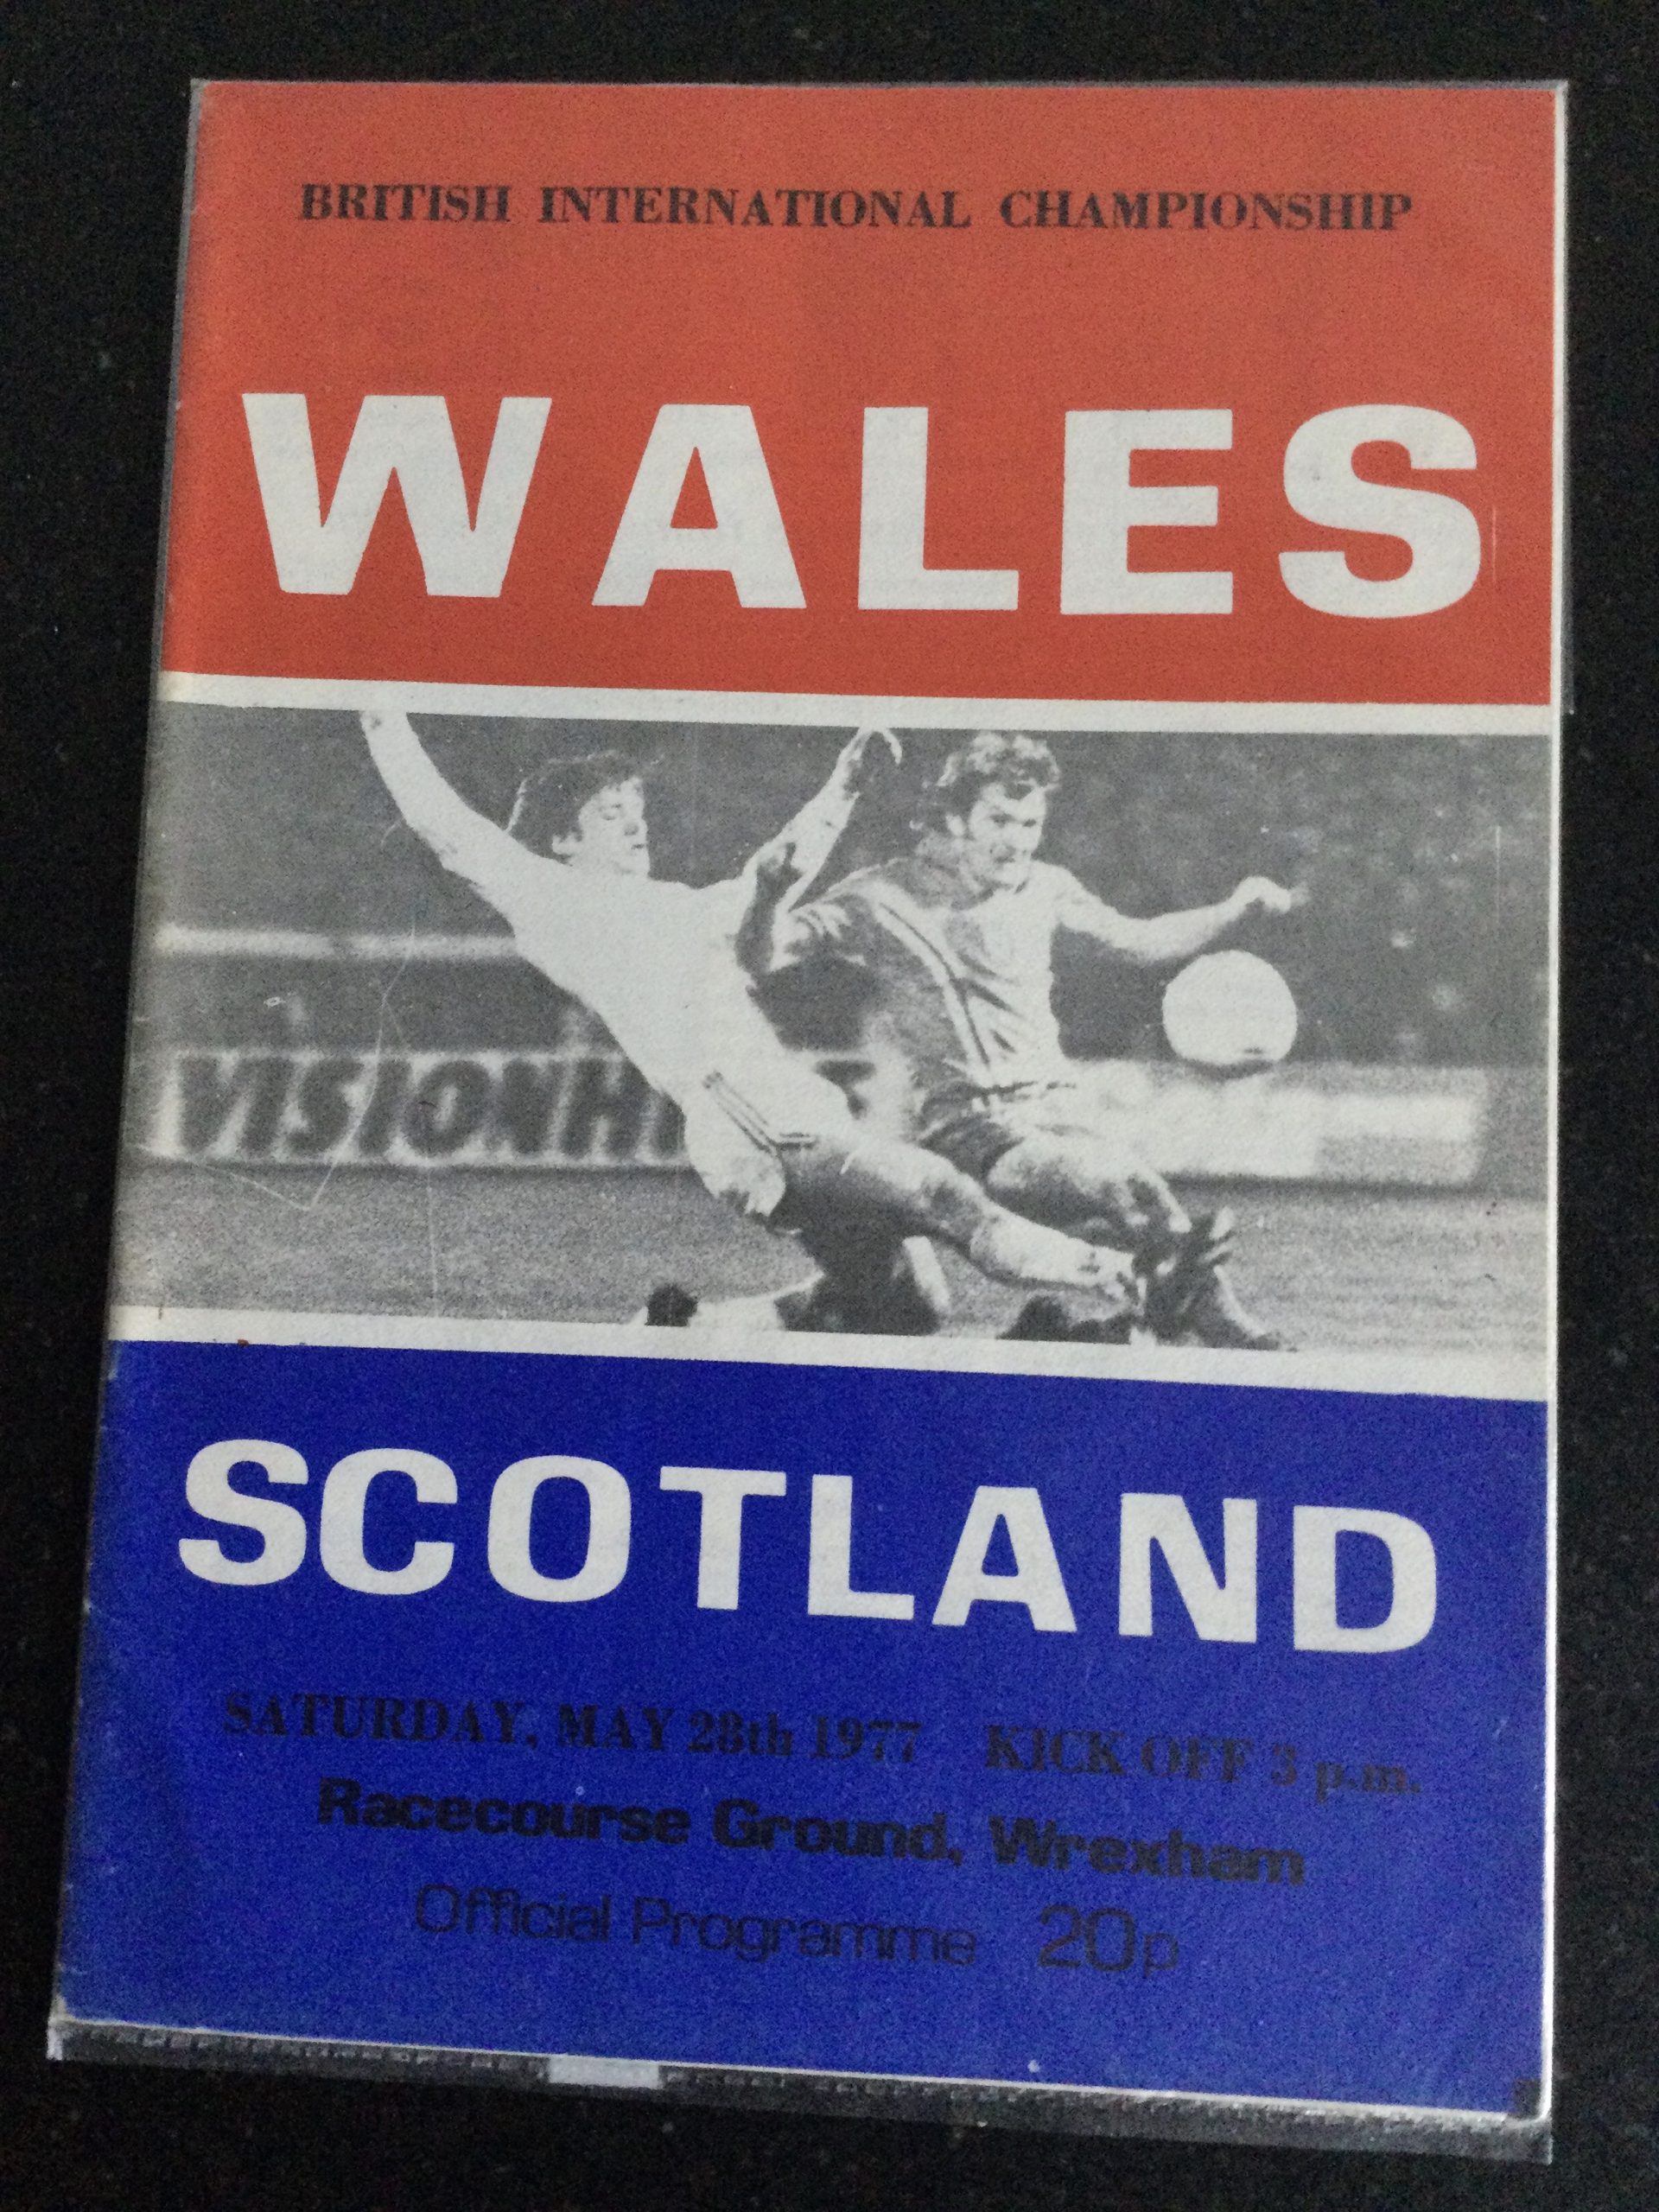 BRITISH INTERNATIONAL CHAMPIONSHIP
WALES
VISIONH
SCOTLAND
SATURDAY, MAY 28th 1977 KICK OFF 3 p.m.
Racecourse Ground, Wrexham
Official Programme 20p